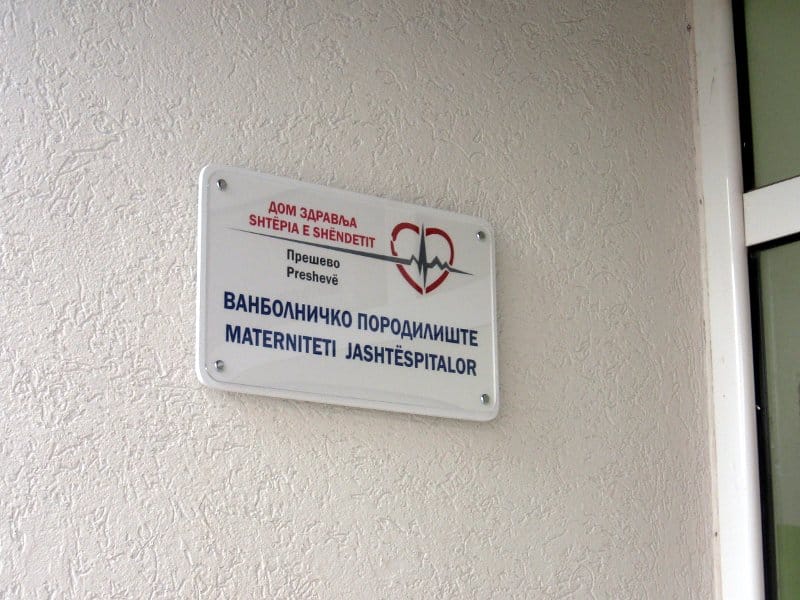 ДОМ ЗДРАВЉА
SHTËPIA E SHËNDETIT
Прешево
Preshevë
ВАНБОЛНИЧКО ПОРОДИЛИШТЕ
MATERNITETI JASHTËSPITALOR